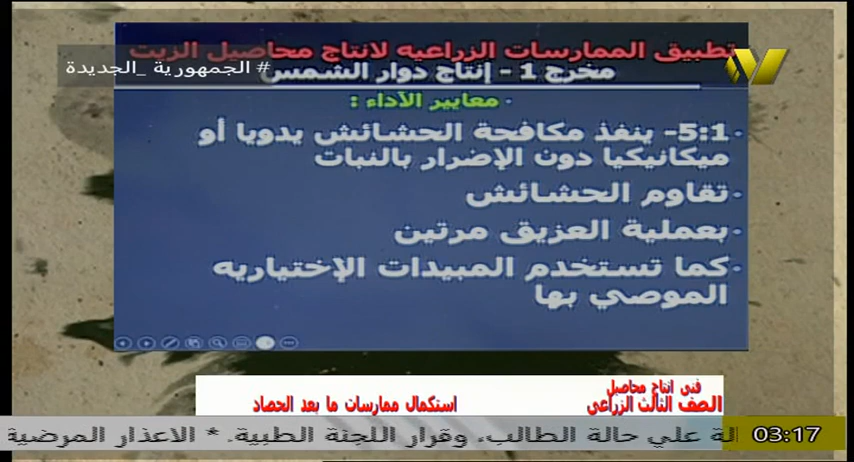 تطبيق الممارسات الزراعيه لانتاج محاصيل الزيت
# الجمهورية _الجديدة
مخرج 1 - إنتاج دوار الشمس
معايير الآداء :
5:1- ينفذ مكافحة الحشائش يدويا أو
ميكانيكيا دون الإضرار بالنبات
تقاوم الحشائش
بعملية العزيق مرتين
كما تستخدم المبيدات الإختياريه
الموصي بها
فنى انتاج محاصيل
الصف الثالث الزراعي
استكمال ممارسات ما بعد الحصاد
لة علي حالة الطالب، وقرار اللجنة الطبية. * الاعذار المرضية
03:17